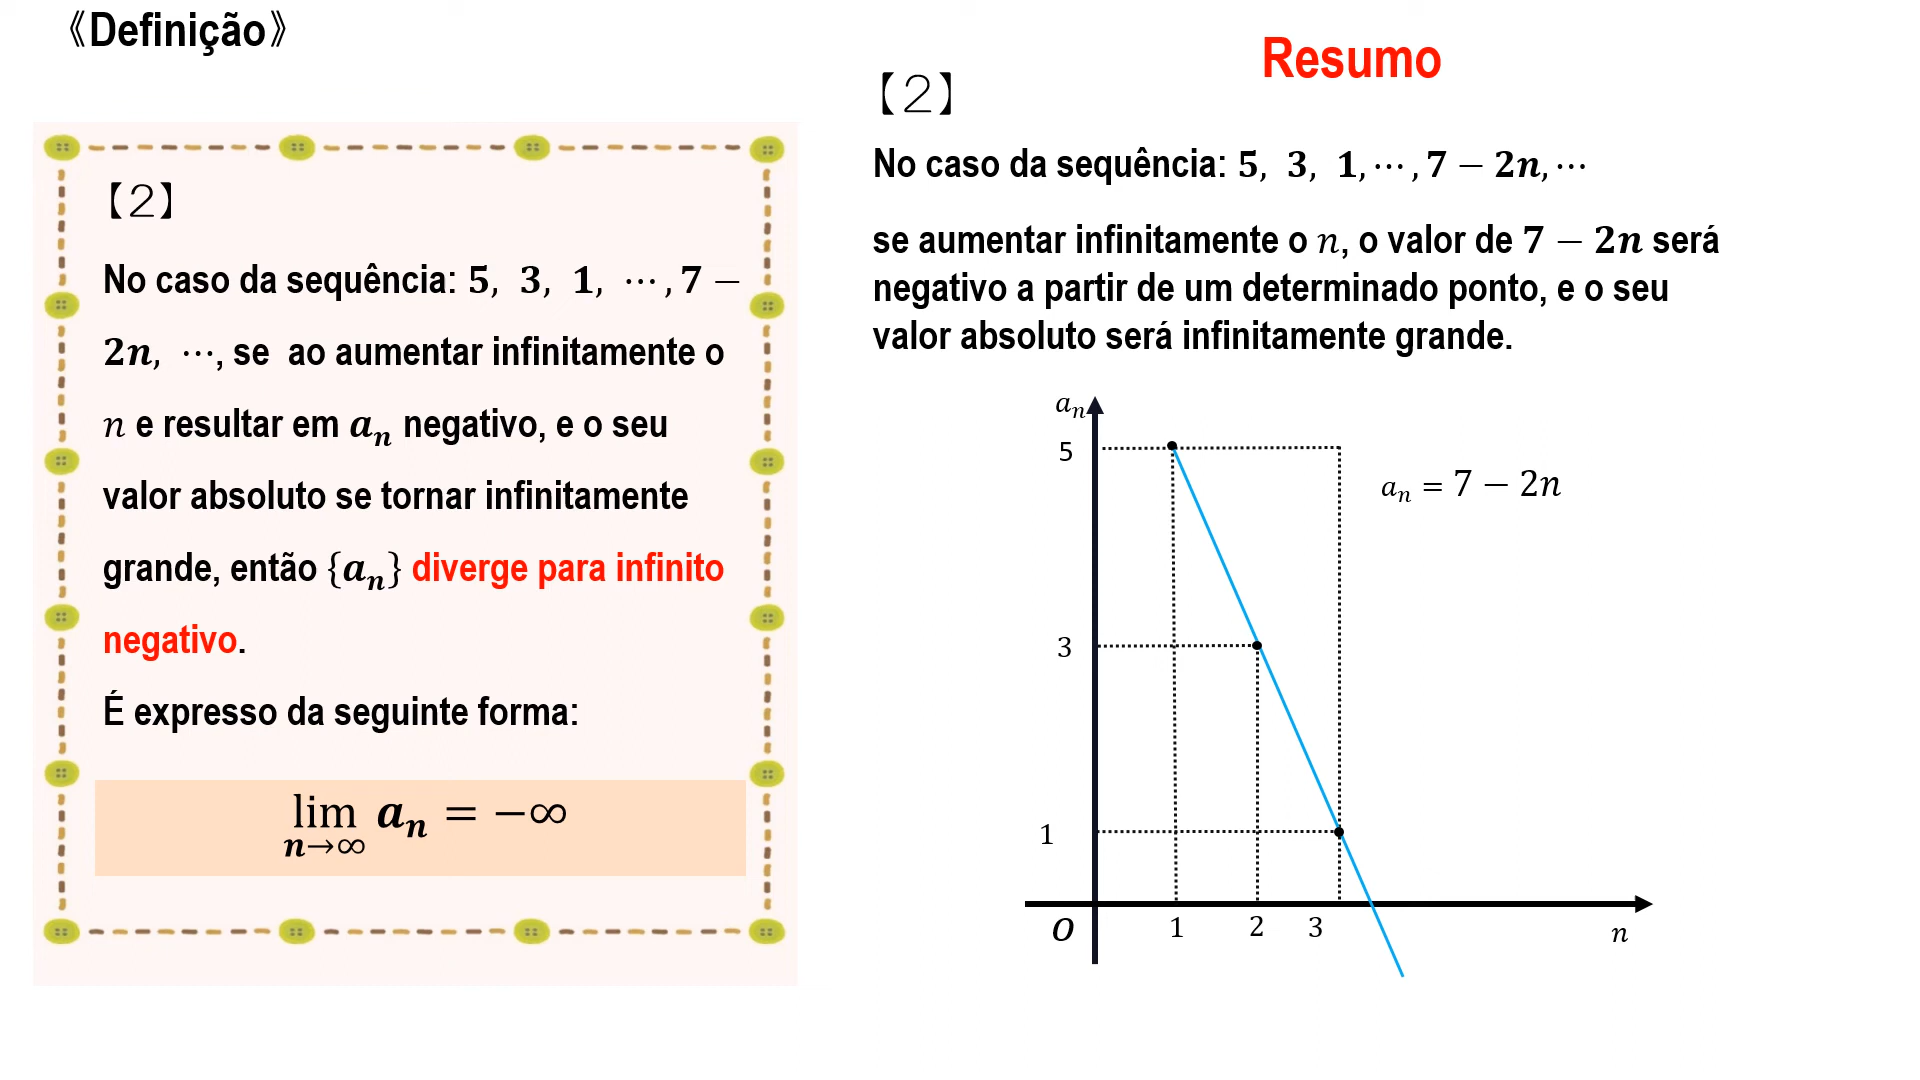 《Definição》
【2】
No caso da sequência: 5, 3, 1, ⋯ , 7 −
2n, ⋯, se ao aumentar infinitamente o
n e resultar em aₙ negativo, e o seu
valor absoluto se tornar infinitamente
grande, então {aₙ} diverge para infinito
negativo.
É expresso da seguinte forma:
lim aₙ = −∞
n→∞
Resumo
【2】
No caso da sequência: 5, 3, 1, ⋯ , 7 − 2n, ⋯
se aumentar infinitamente o n, o valor de 7 − 2n será
negativo a partir de um determinado ponto, e o seu
valor absoluto será infinitamente grande.
aₙ
5
aₙ = 7 − 2n
3
1
O 1 2 3 n